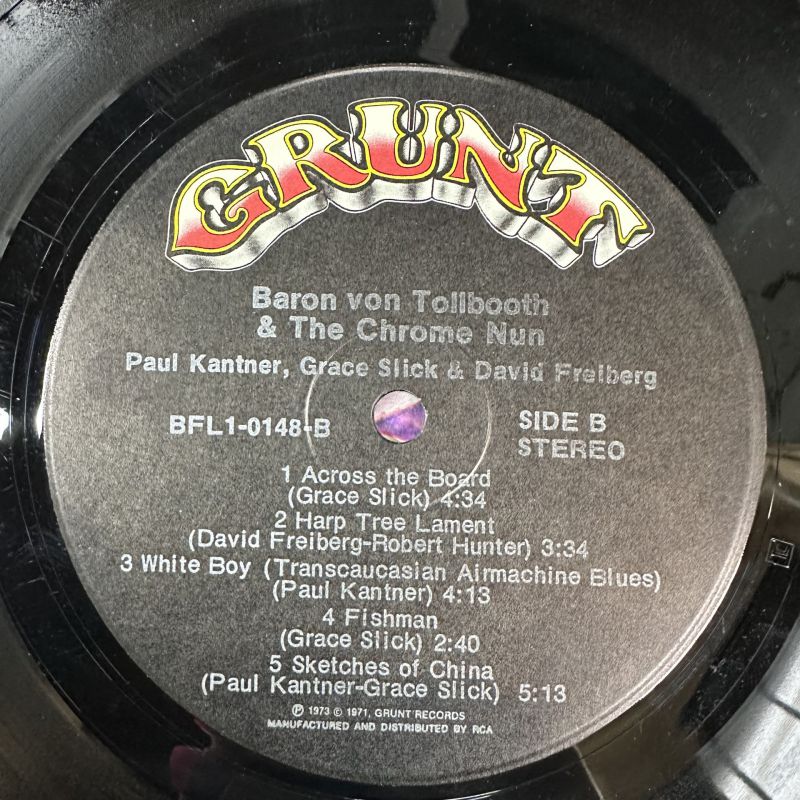 GRUNT
Baron von Tollbooth
& The Chrome Nun
Paul Kantner, Grace Slick & David Freiberg
BFL1-0148-B
SIDE B
STEREO
1 Across the Board
(Grace Slick) 4:34
2 Harp Tree Lament
(David Freiberg-Robert Hunter) 3:34
3 White Boy (Transcaucasian Airmachine Blues)
(Paul Kantner) 4:13
4 Fishman
(Grace Slick) 2:40
5 Sketches of China
(Paul Kantner-Grace Slick) 5:13
℗ 1973 © 1971, GRUNT RECORDS
MANUFACTURED AND DISTRIBUTED BY RCA